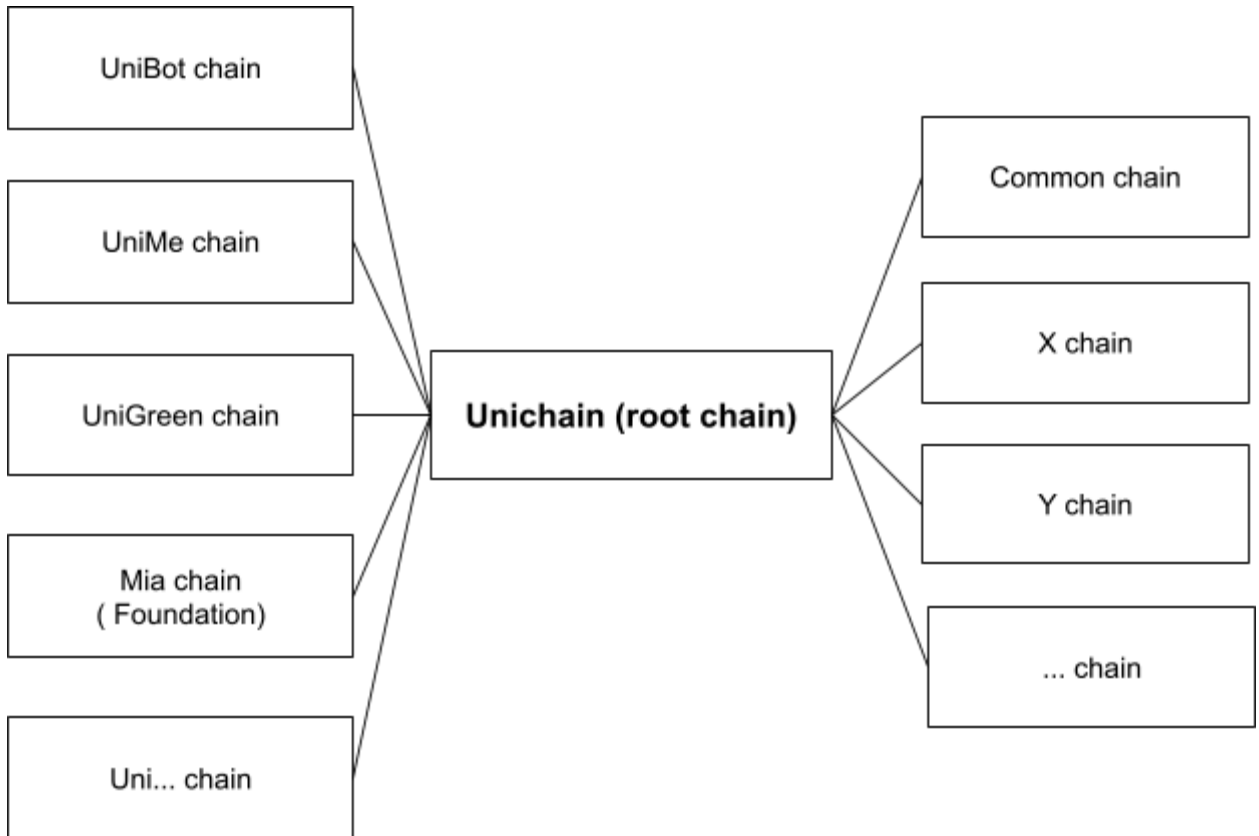 UniBot chain
UniMe chain
UniGreen chain
Mia chain
( Foundation)
Uni... chain
Unichain (root chain)
Common chain
X chain
Y chain
... chain